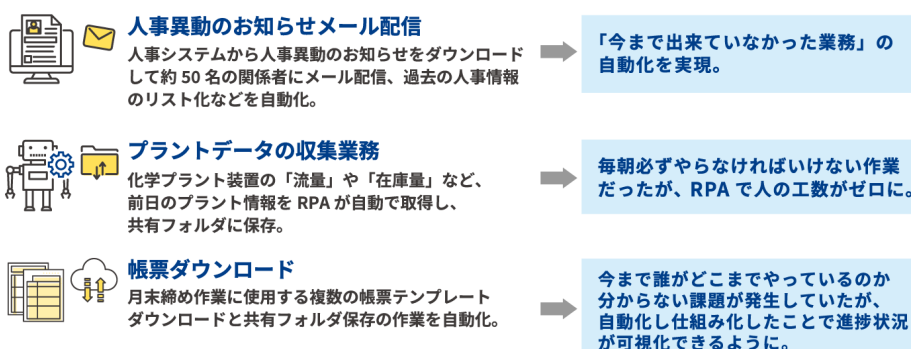 人事異動のお知らせメール配信
人事システムから人事異動のお知らせをダウンロード
して約 50 名の関係者にメール配信、過去の人事情報
のリスト化などを自動化。
「今まで出来ていなかった業務」の
自動化を実現。
プラントデータの収集業務
化学プラント装置の「流量」や「在庫量」など、
前日のプラント情報を RPA が自動で取得し、
共有フォルダに保存。
毎朝必ずやらなければいけない作業
だったが、RPA で人の工数がゼロに。
帳票ダウンロード
月末締め作業に使用する複数の帳票テンプレート
ダウンロードと共有フォルダ保存の作業を自動化。
今まで誰がどこまでやっているのか
分からない課題が発生していたが、
自動化し仕組み化したことで進捗状況
が可視化できるように。